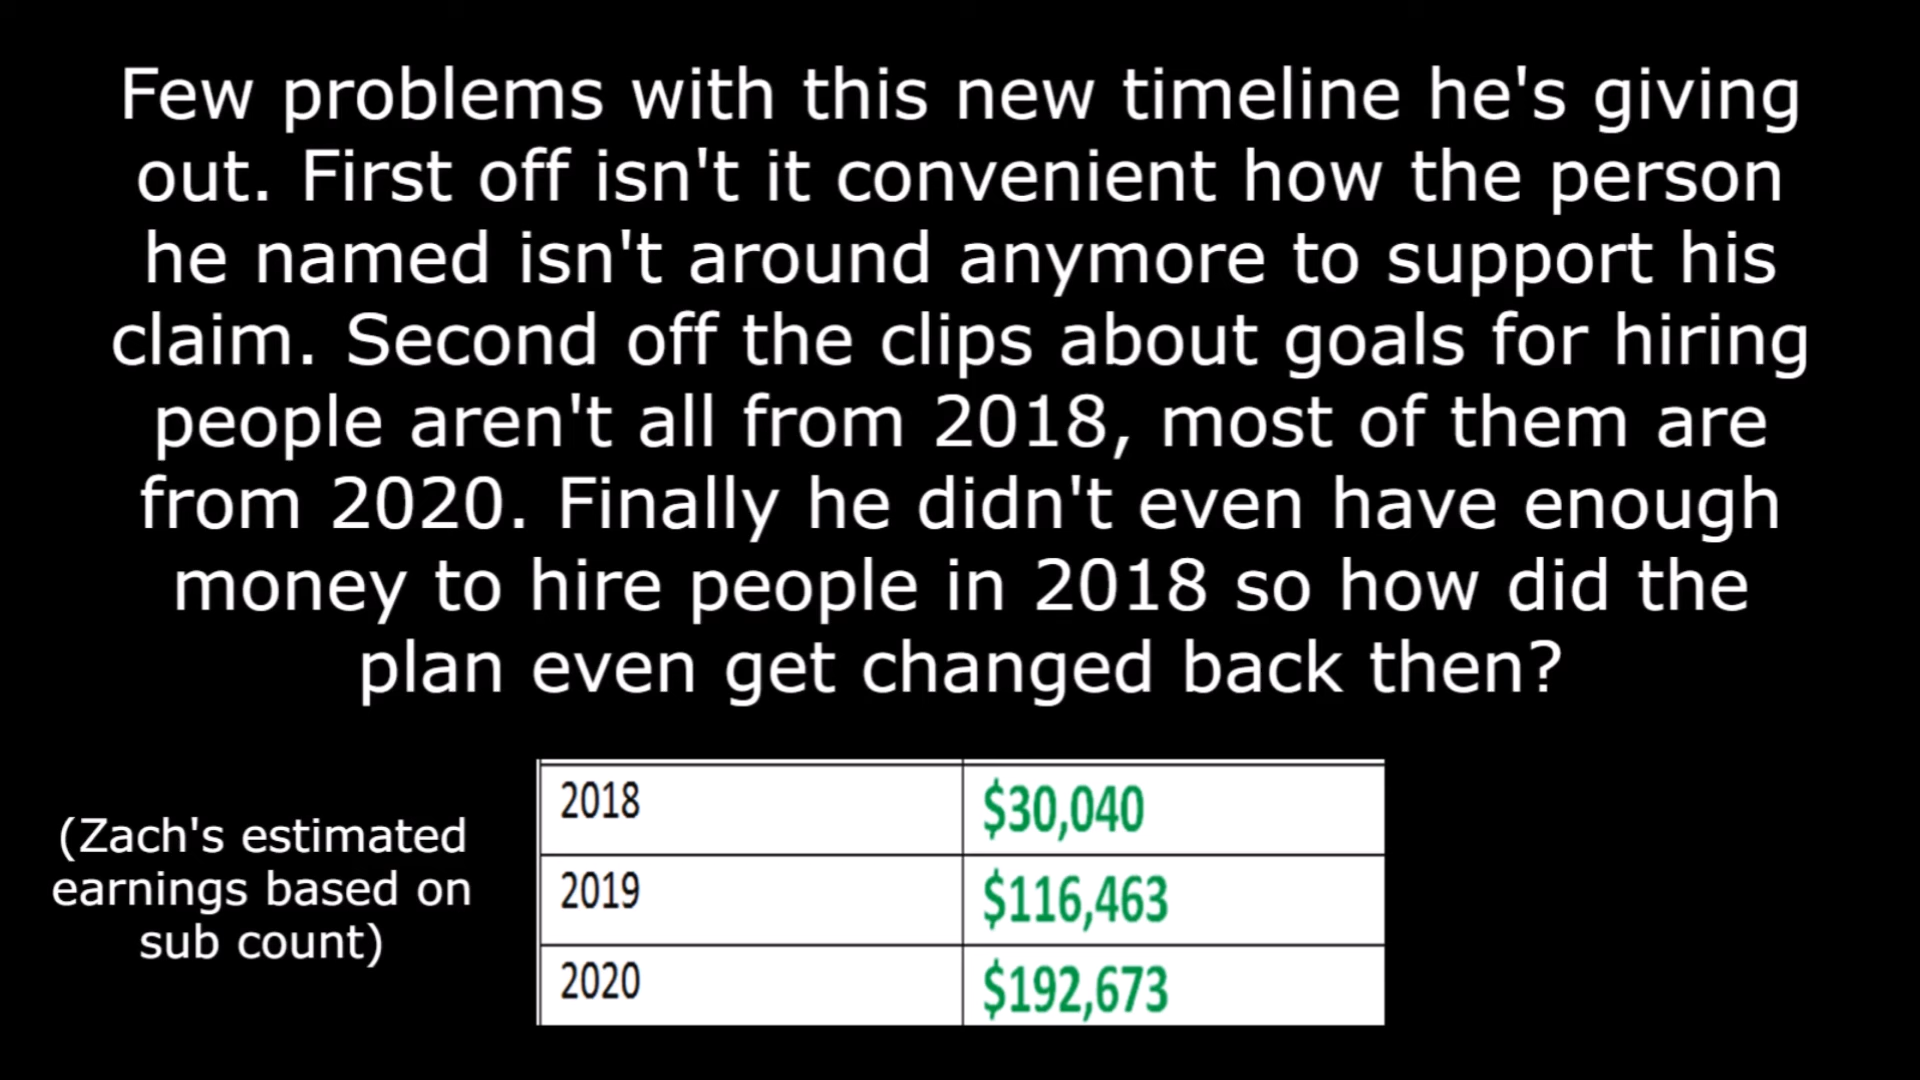 Few problems with this new timeline he's giving
out. First off isn't it convenient how the person
he named isn't around anymore to support his
claim. Second off the clips about goals for hiring
people aren't all from 2018, most of them are
from 2020. Finally he didn't even have enough
money to hire people in 2018 so how did the
plan even get changed back then?
(Zach's estimated
earnings based on
sub count)
2018 $30,040
2019 $116,463
2020 $192,673